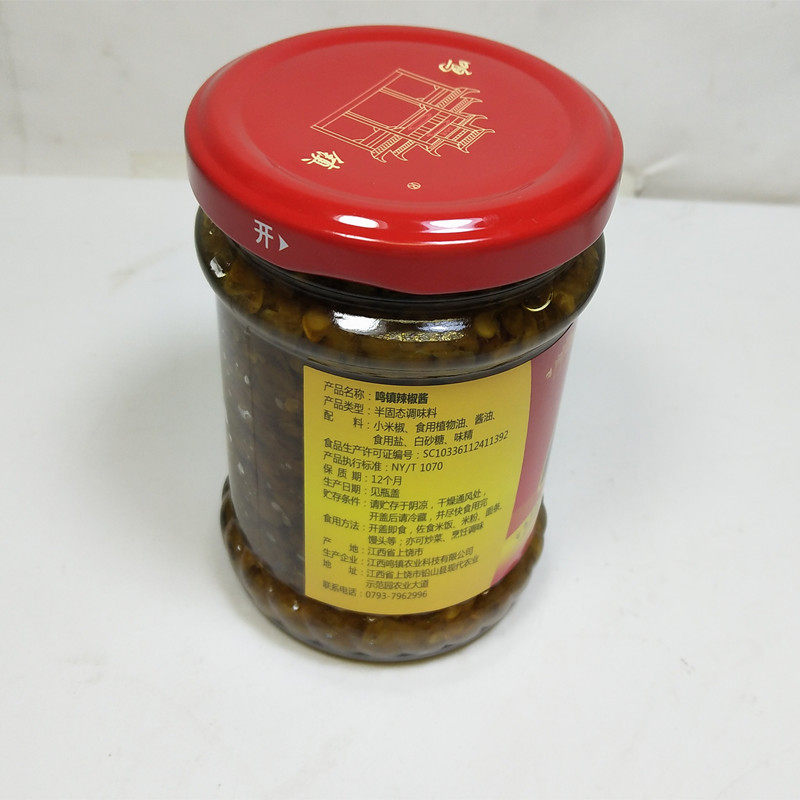 鸣
镇
®
开
产品名称：鸣镇辣椒酱
产品类型：半固态调味料
配　　料：小米椒、食用植物油、酱油、
食用盐、白砂糖、味精
食品生产许可证编号：SC10336112411392
产品执行标准：NY/T 1070
保 质 期：12个月
生产日期：见瓶盖
贮存条件：请贮存于阴凉，干燥通风处，
开盖后请冷藏，并尽快食用完
食用方法：开盖即食，佐食米饭、米粉、面条、
馒头等；亦可炒菜、烹饪调味
产　　地：江西省上饶市
生产企业：江西鸣镇农业科技有限公司
地　　址：江西省上饶市铅山县现代农业
示范园农业大道
联系电话：0793-7962996